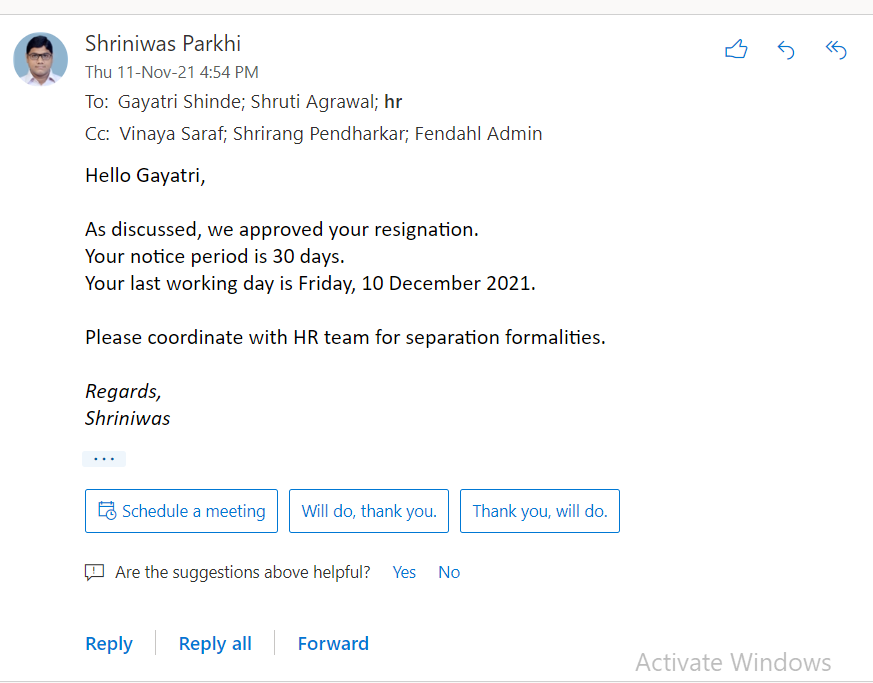 Shriniwas Parkhi
Thu 11-Nov-21 4:54 PM
To: Gayatri Shinde; Shruti Agrawal; hr
Cc: Vinaya Saraf; Shrirang Pendharkar; Fendahl Admin
Hello Gayatri,
As discussed, we approved your resignation.
Your notice period is 30 days.
Your last working day is Friday, 10 December 2021.
Please coordinate with HR team for separation formalities.
Regards,
Shriniwas
...
Schedule a meeting Will do, thank you. Thank you, will do.
Are the suggestions above helpful? Yes No
Reply Reply all Forward
Activate Windows